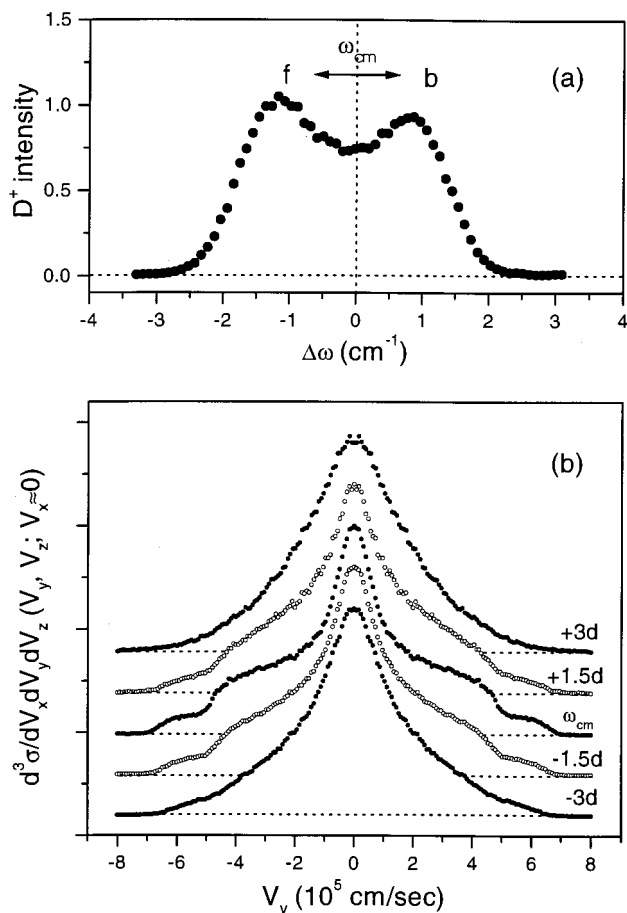 1.5
1.0
0.5
0.0
D⁺ intensity
f
ω_cm
b
(a)
-4 -3 -2 -1 0 1 2 3 4
Δω (cm⁻¹)
(b)
d³σ/dVₓdV_ydV_z (V_y, V_z; Vₓ≈0)
+3d
+1.5d
ω_cm
-1.5d
-3d
-8 -6 -4 -2 0 2 4 6 8
V_y (10⁵ cm/sec)